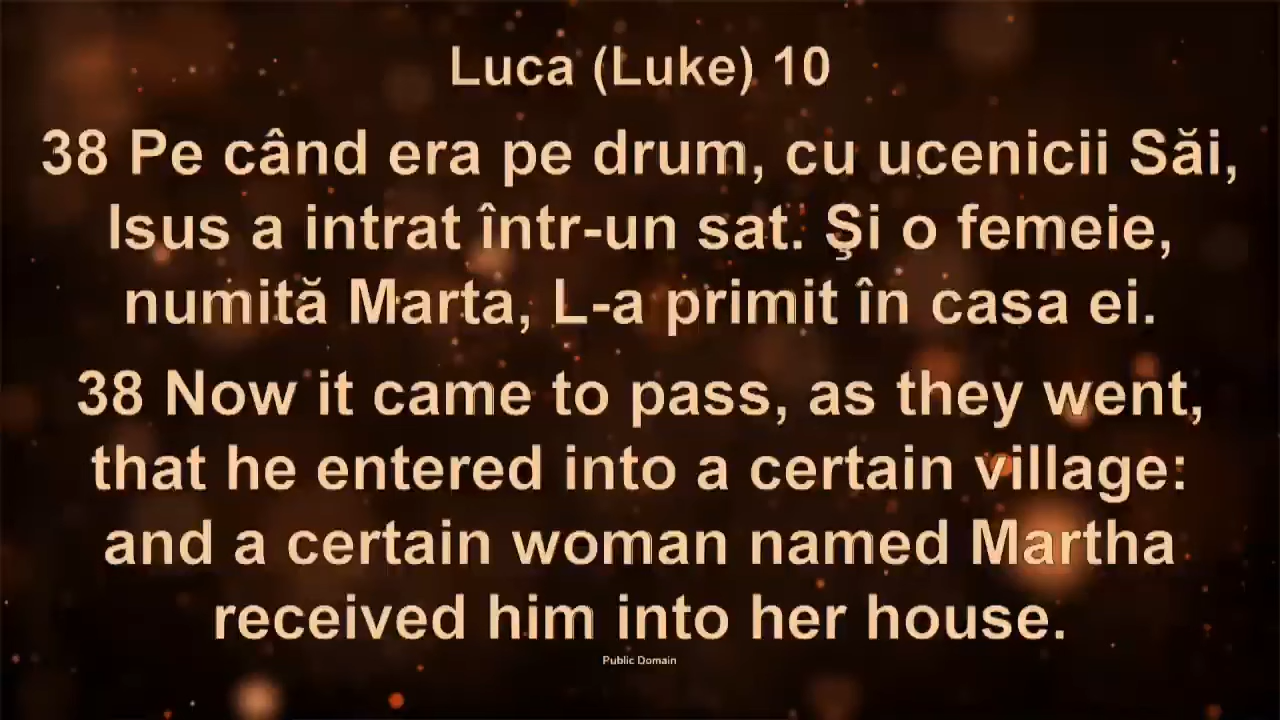 Luca (Luke) 10
38 Pe când era pe drum, cu ucenicii Săi,
Isus a intrat într-un sat. Şi o femeie,
numită Marta, L-a primit în casa ei.
38 Now it came to pass, as they went,
that he entered into a certain village:
and a certain woman named Martha
received him into her house.
Public Domain